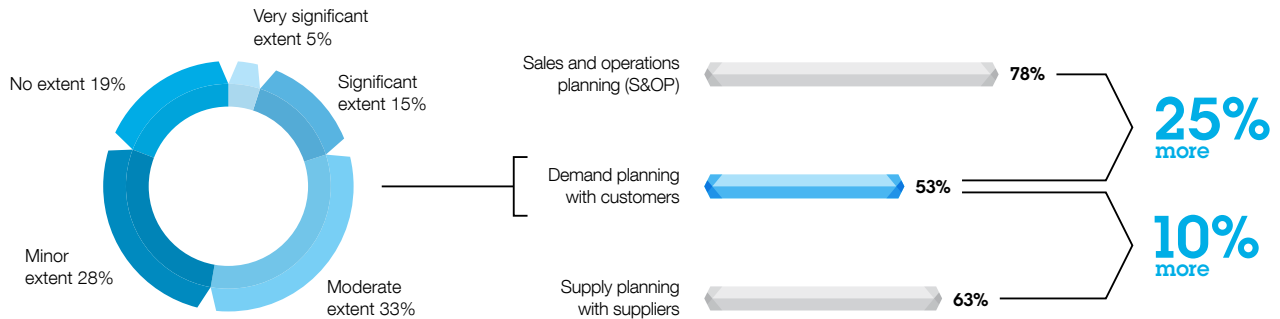 Very significant
extent 5%
No extent 19%
Significant
extent 15%
Minor
extent 28%
Moderate
extent 33%
Sales and operations
planning (S&OP)
78%
25%
more
Demand planning
with customers
53%
10%
more
Supply planning
with suppliers
63%